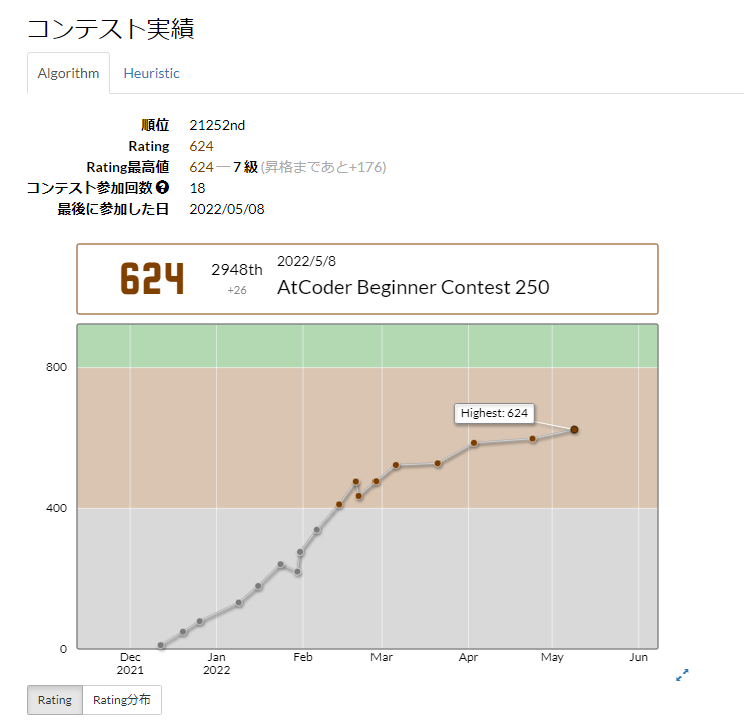 コンテスト実績
Algorithm Heuristic
順位 21252nd
Rating 624
Rating最高値 624 ― 7 級 (昇格まであと+176)
コンテスト参加回数 ? 18
最後に参加した日 2022/05/08
624 2948th +26 2022/5/8
AtCoder Beginner Contest 250
800
Highest: 624
400
0
Dec Jan Feb Mar Apr May Jun
2021 2022
Rating Rating分布